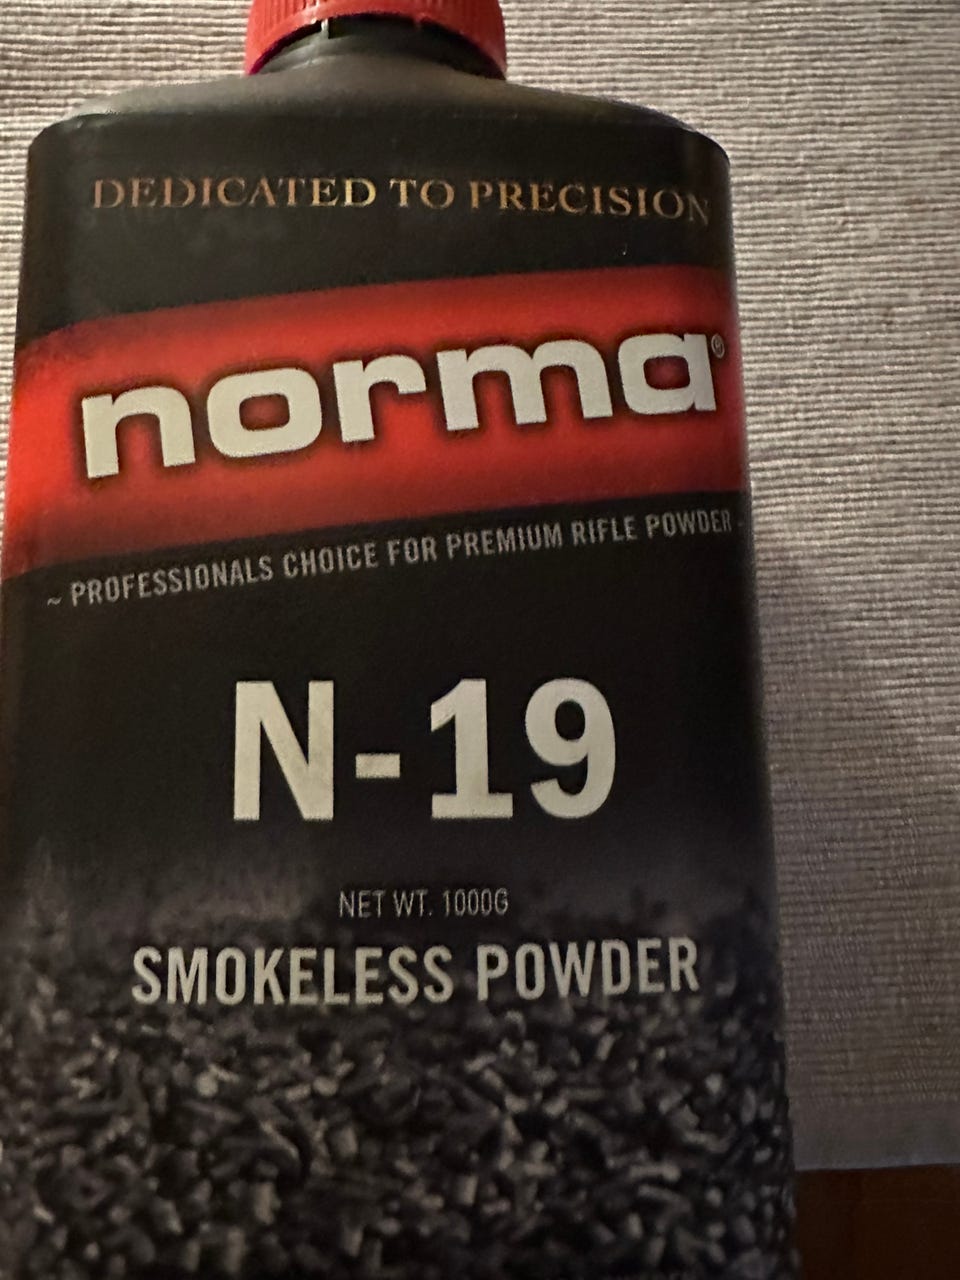 DEDICATED TO PRECISION
norma®
~ PROFESSIONALS CHOICE FOR PREMIUM RIFLE POWDER -
N-19
NET WT. 1000G
SMOKELESS POWDER